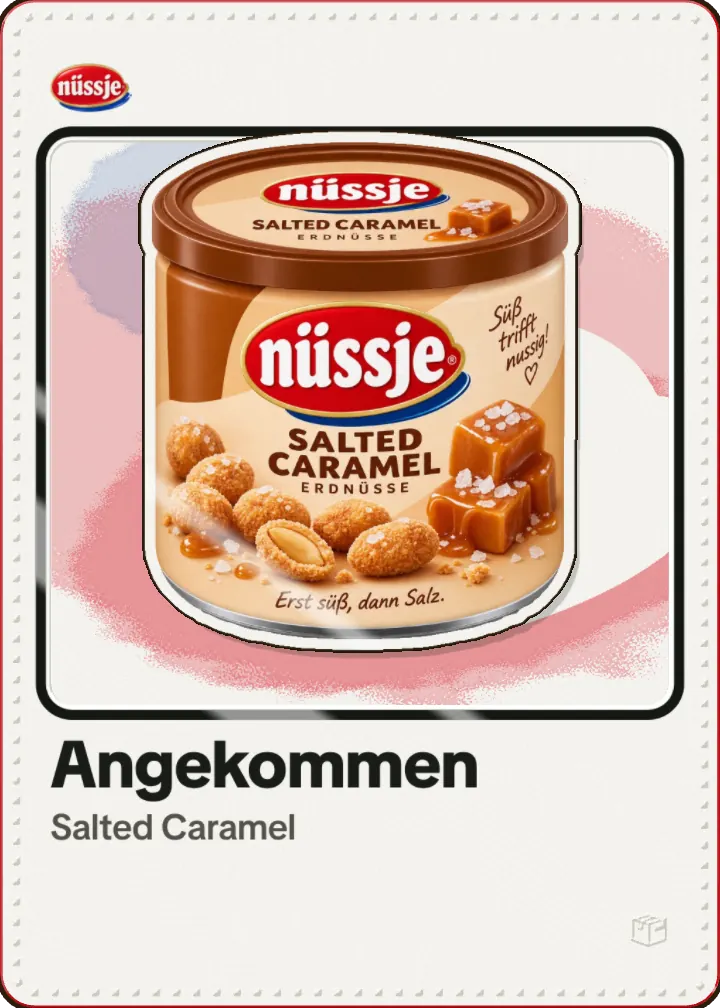 nüssje
nüssje
SALTED CARAMEL
ERDNÜSSE
Süß
trifft
nussig!
nüssje®
SALTED
CARAMEL
ERDNÜSSE
Erst süß, dann Salz.
Angekommen
Salted Caramel